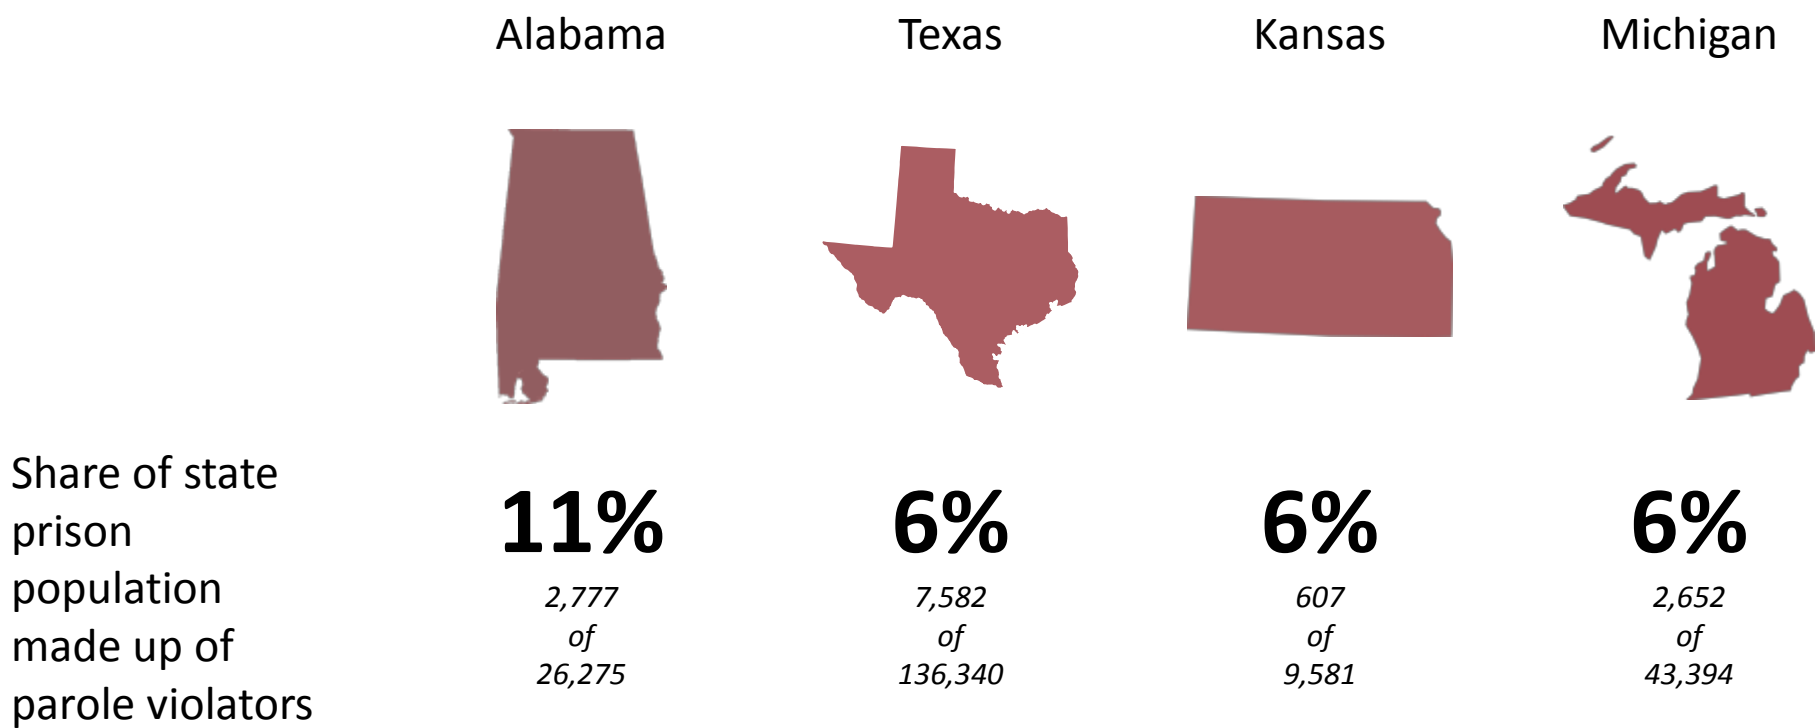 Alabama
Texas
Kansas
Michigan
Share of state
prison
population
made up of
parole violators
11%
2,777
of
26,275
6%
7,582
of
136,340
6%
607
of
9,581
6%
2,652
of
43,394